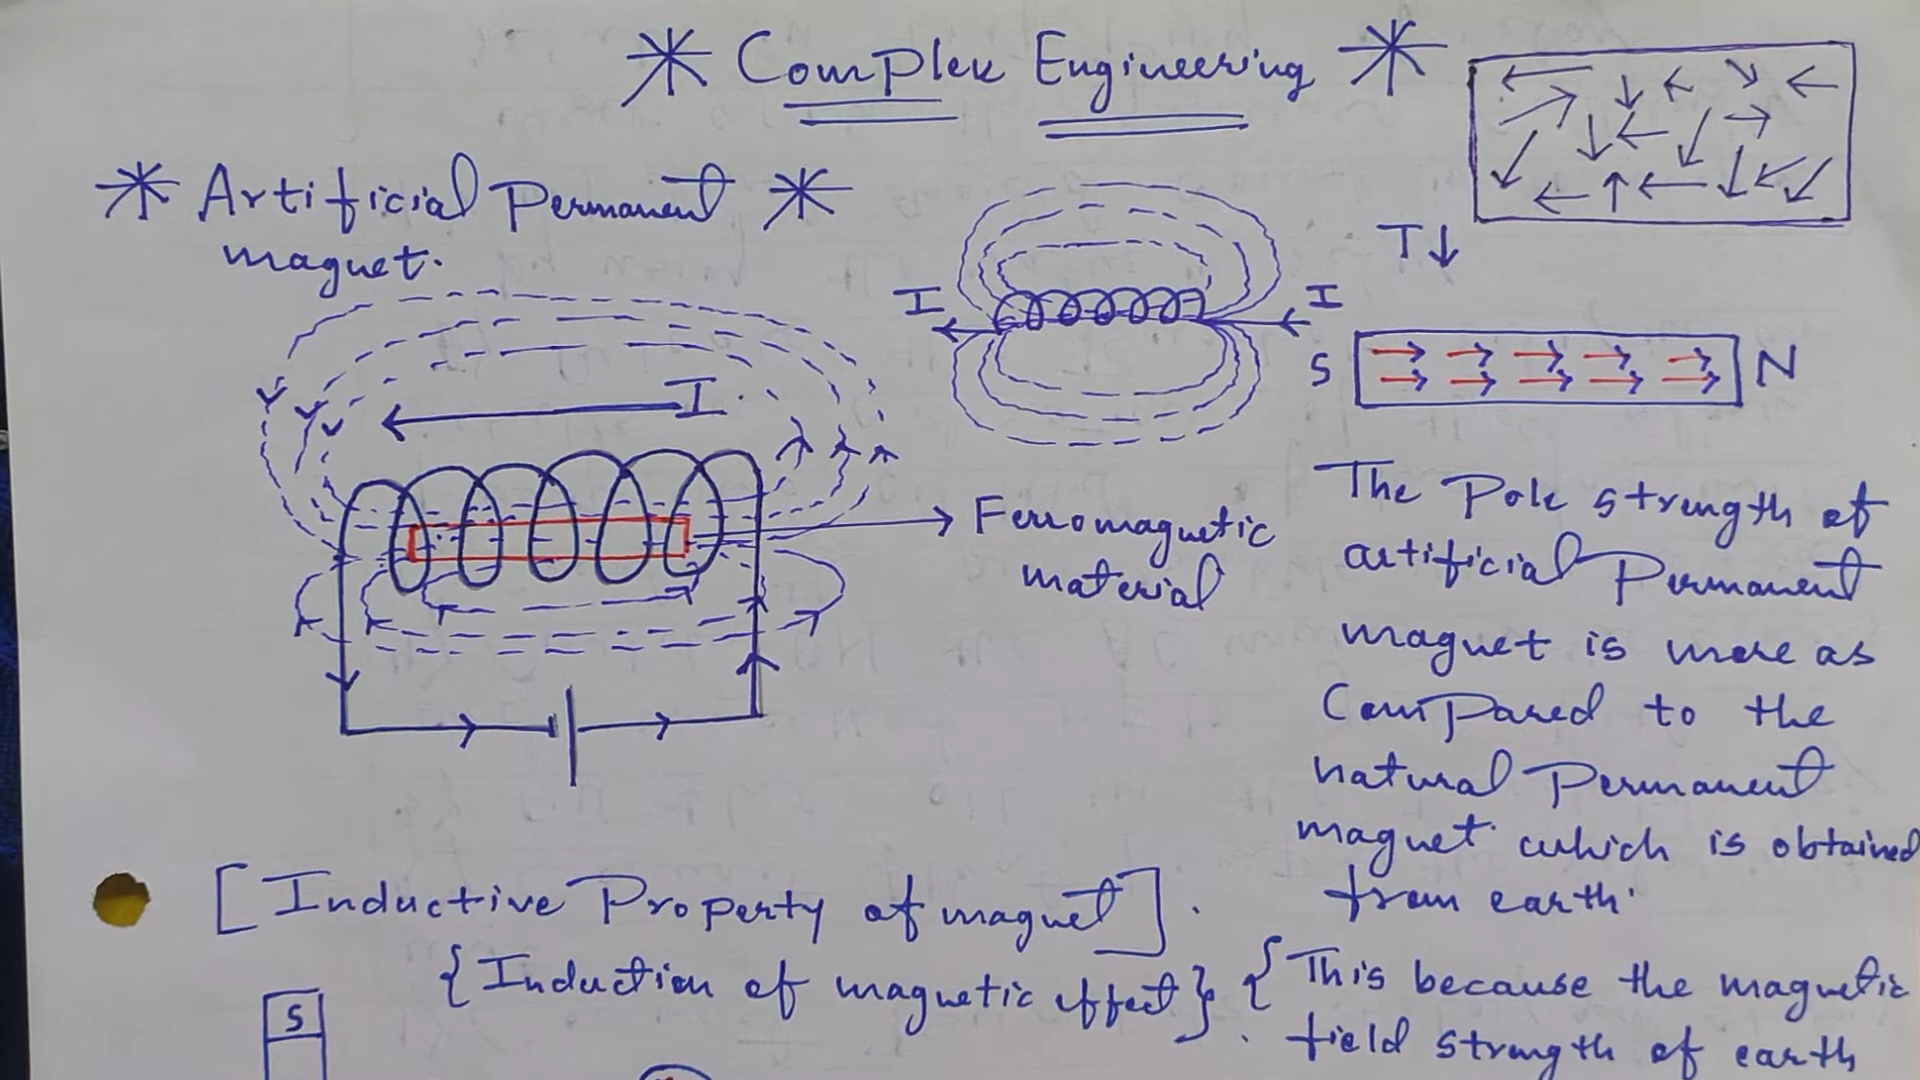 * Complex Engineering *
* Artificial Permanent *
magnet.
T↓
I
I
S
N
I
Ferromagnetic
material
The Pole strength of
artificial Permanent
magnet is more as
Compared to the
natural Permanent
magnet which is obtained
from earth.
[Inductive Property of magnet].
{Induction of magnetic effect}.
{This because the magnetic
field strength of earth
S